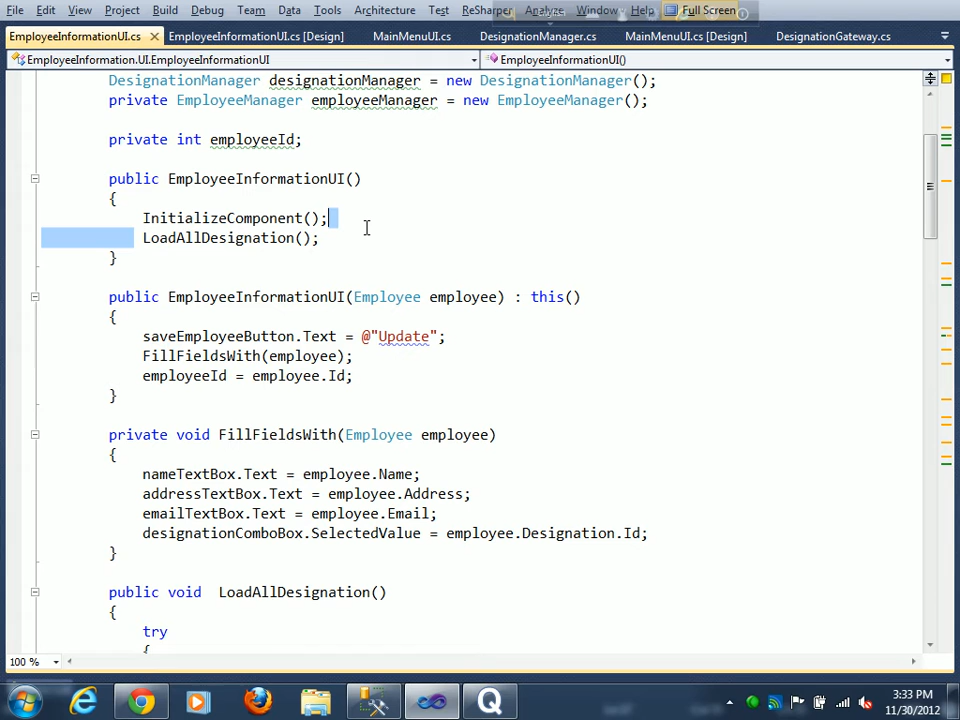 File Edit View Project Build Debug Team Data Tools Architecture Test ReSharper Analyze Window Help Full Screen
EmployeeInformationUI.cs EmployeeInformationUI.cs [Design] MainMenuUI.cs DesignationManager.cs MainMenuUI.cs [Design] DesignationGateway.cs
EmployeeInformation.UI.EmployeeInformationUI EmployeeInformationUI()
DesignationManager designationManager = new DesignationManager();
private EmployeeManager employeeManager = new EmployeeManager();
private int employeeId;
public EmployeeInformationUI()
{
InitializeComponent();
LoadAllDesignation();
}
public EmployeeInformationUI(Employee employee) : this()
{
saveEmployeeButton.Text = @"Update";
FillFieldsWith(employee);
employeeId = employee.Id;
}
private void FillFieldsWith(Employee employee)
{
nameTextBox.Text = employee.Name;
addressTextBox.Text = employee.Address;
emailTextBox.Text = employee.Email;
designationComboBox.SelectedValue = employee.Designation.Id;
}
public void LoadAllDesignation()
{
try
{
100 %
3:33 PM
11/30/2012